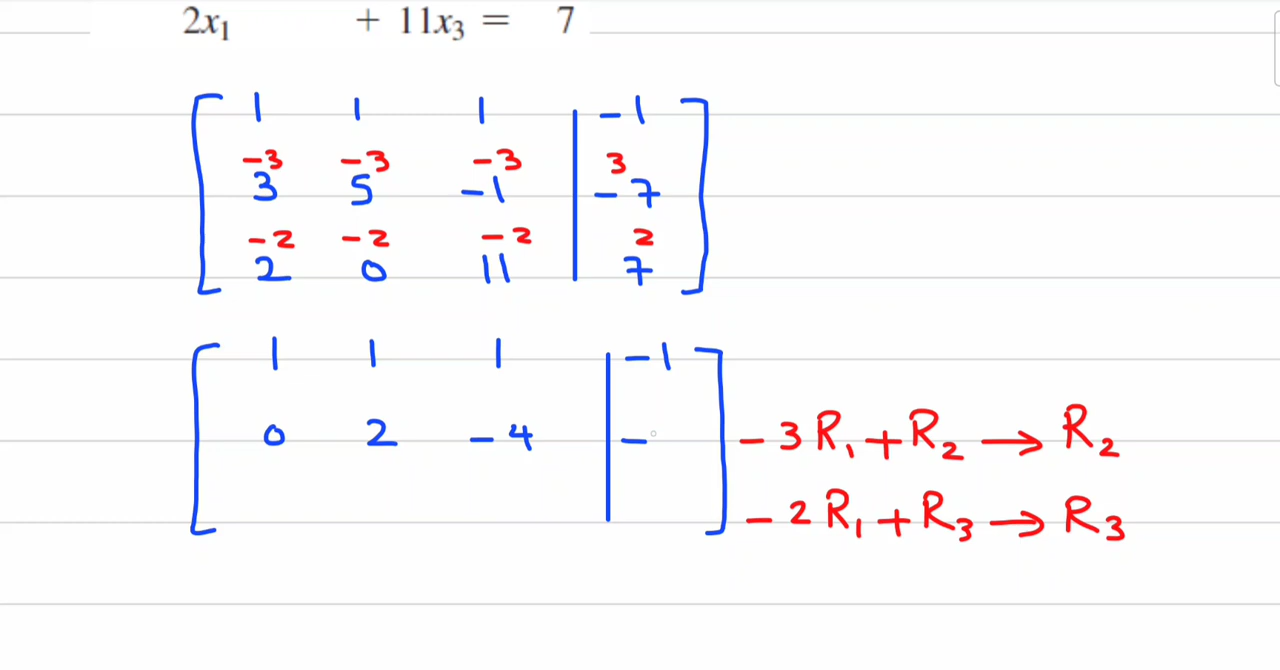 2x₁ + 11x₃ = 7
1 1 1 | -1
-3 -3 -3 3
3 5 -1 | -7
-2 -2 -2 2
2 0 11 | 7
1 1 1 | -1
0 2 -4 | - -3R₁ + R₂ → R₂
-2R₁ + R₃ → R₃